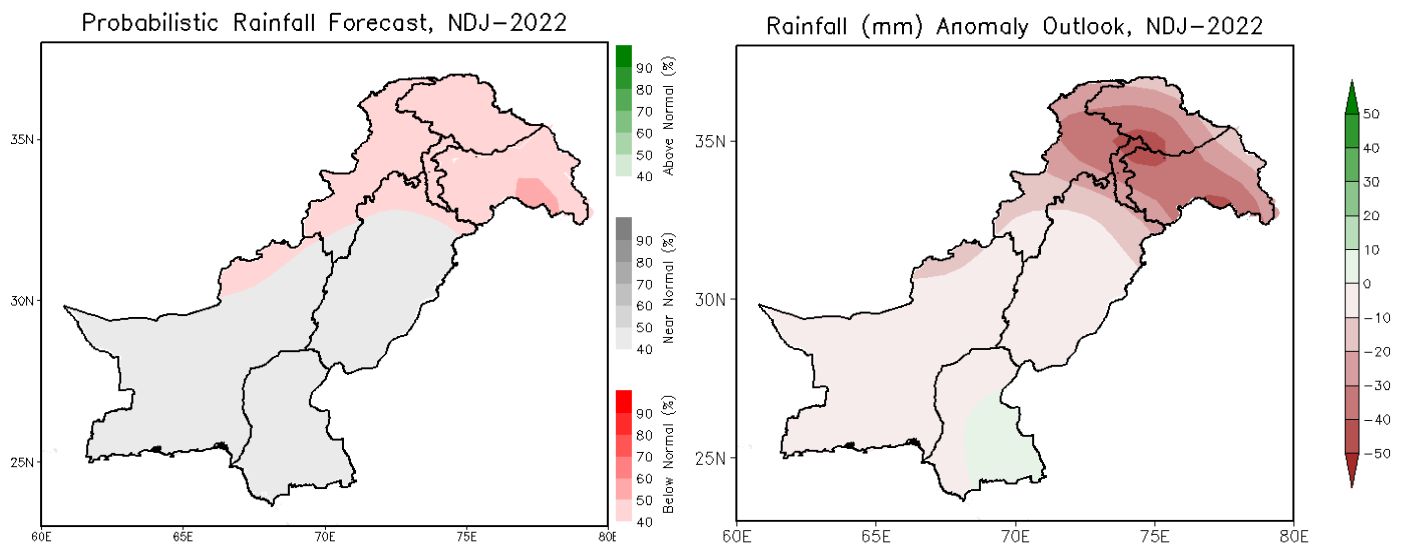 Probabilistic Rainfall Forecast, NDJ-2022
35N
30N
25N
60E 65E 70E 75E 80E
90
80
70
60
50
40
Above Normal (%)
90
80
70
60
50
40
Near Normal (%)
90
80
70
60
50
40
Below Normal (%)
Rainfall (mm) Anomaly Outlook, NDJ-2022
35N
30N
25N
60E 65E 70E 75E 80E
50
40
30
20
10
0
-10
-20
-30
-40
-50